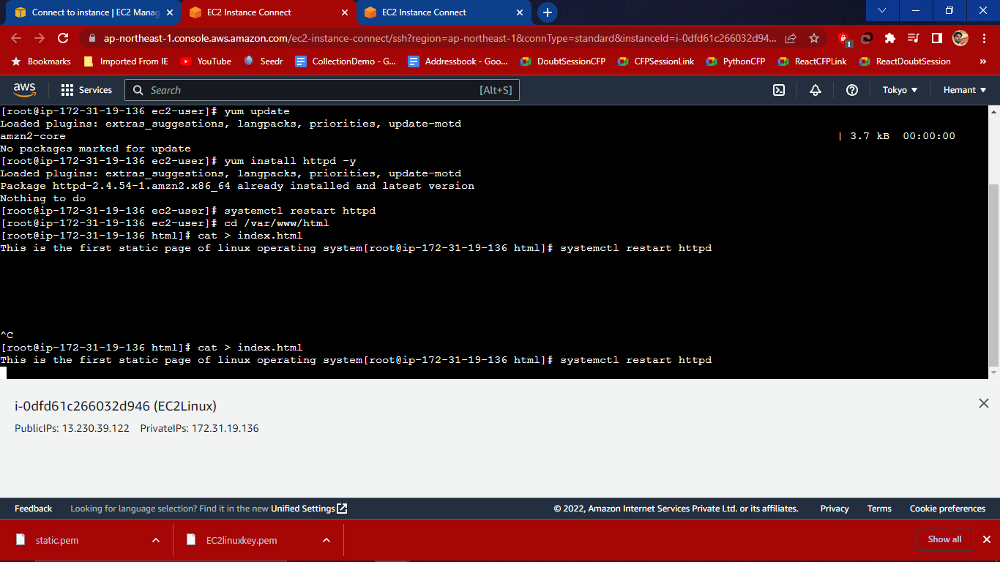 Connect to instance | EC2 Manag
EC2 Instance Connect
EC2 Instance Connect
ap-northeast-1.console.aws.amazon.com/ec2-instance-connect/ssh?region=ap-northeast-1&connType=standard&instanceId=i-0dfd61c266032d94...
1
Bookmarks Imported From IE YouTube Seedr CollectionDemo - G... Addressbook - Goo... DoubtSessionCFP CFPSessionLink PythonCFP ReactCFPLink ReactDoubtSession »
aws Services Search [Alt+S] Tokyo Hemant
[root@ip-172-31-19-136 ec2-user]# yum update
Loaded plugins: extras_suggestions, langpacks, priorities, update-motd
amzn2-core | 3.7 kB 00:00:00
No packages marked for update
[root@ip-172-31-19-136 ec2-user]# yum install httpd -y
Loaded plugins: extras_suggestions, langpacks, priorities, update-motd
Package httpd-2.4.54-1.amzn2.x86_64 already installed and latest version
Nothing to do
[root@ip-172-31-19-136 ec2-user]# systemctl restart httpd
[root@ip-172-31-19-136 ec2-user]# cd /var/www/html
[root@ip-172-31-19-136 html]# cat > index.html
This is the first static page of linux operating system[root@ip-172-31-19-136 html]# systemctl restart httpd
^C
[root@ip-172-31-19-136 html]# cat > index.html
This is the first static page of linux operating system[root@ip-172-31-19-136 html]# systemctl restart httpd
i-0dfd61c266032d946 (EC2Linux)
PublicIPs: 13.230.39.122 PrivateIPs: 172.31.19.136
Feedback Looking for language selection? Find it in the new Unified Settings © 2022, Amazon Internet Services Private Ltd. or its affiliates. Privacy Terms Cookie preferences
static.pem EC2linuxkey.pem Show all